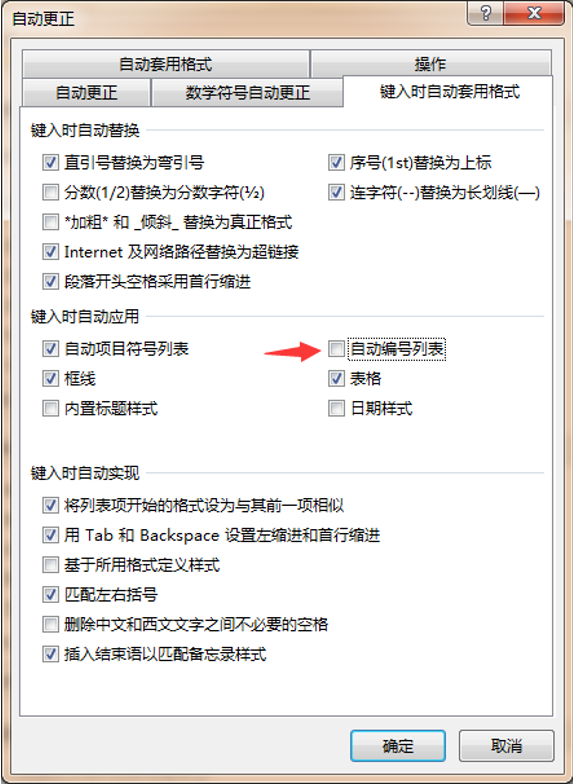 自动更正
自动套用格式 操作
自动更正 数学符号自动更正 键入时自动套用格式
键入时自动替换
直引号替换为弯引号 序号(1st)替换为上标
分数(1/2)替换为分数字符(½) 连字符(--)替换为长划线(—)
*加粗* 和 _倾斜_ 替换为真正格式
Internet 及网络路径替换为超链接
段落开头空格采用首行缩进
键入时自动应用
自动项目符号列表 自动编号列表
框线 表格
内置标题样式 日期样式
键入时自动实现
将列表项开始的格式设为与其前一项相似
用 Tab 和 Backspace 设置左缩进和首行缩进
基于所用格式定义样式
匹配左右括号
删除中文和西文文字之间不必要的空格
插入结束语以匹配备忘录样式
确定 取消